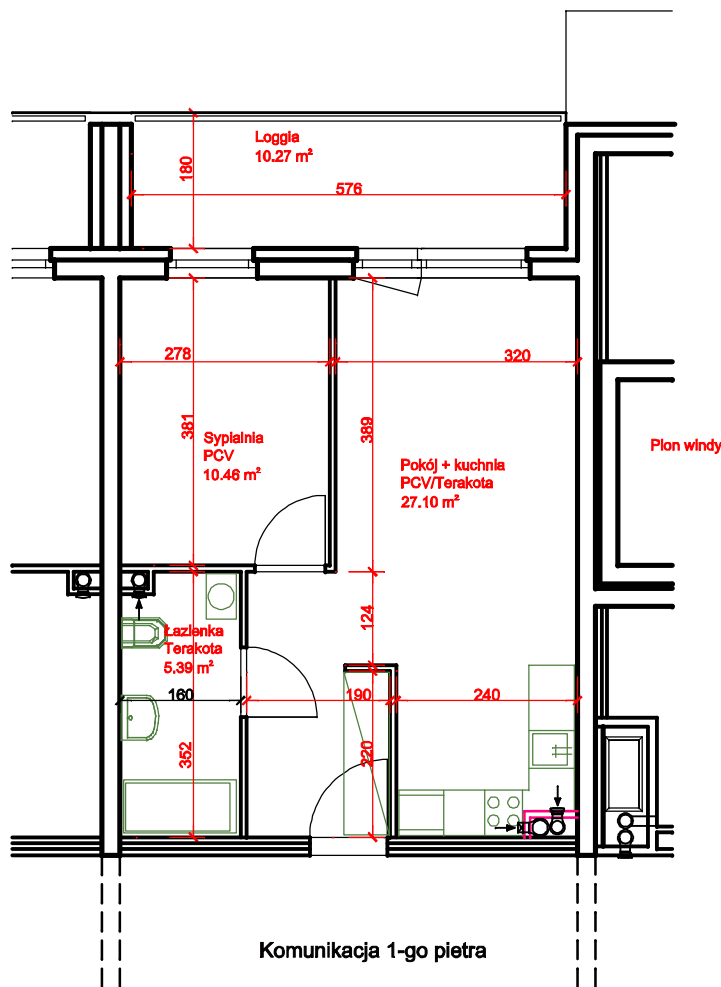 Loggia
10.27 m²
180
576
278
320
381
389
Sypialnia
PCV
10.46 m²
Pokój + kuchnia
PCV/Terakota
27.10 m²
Pion windy
124
Łazienka
Terakota
5.39 m²
160
190
240
352
220
Komunikacja 1-go pietra